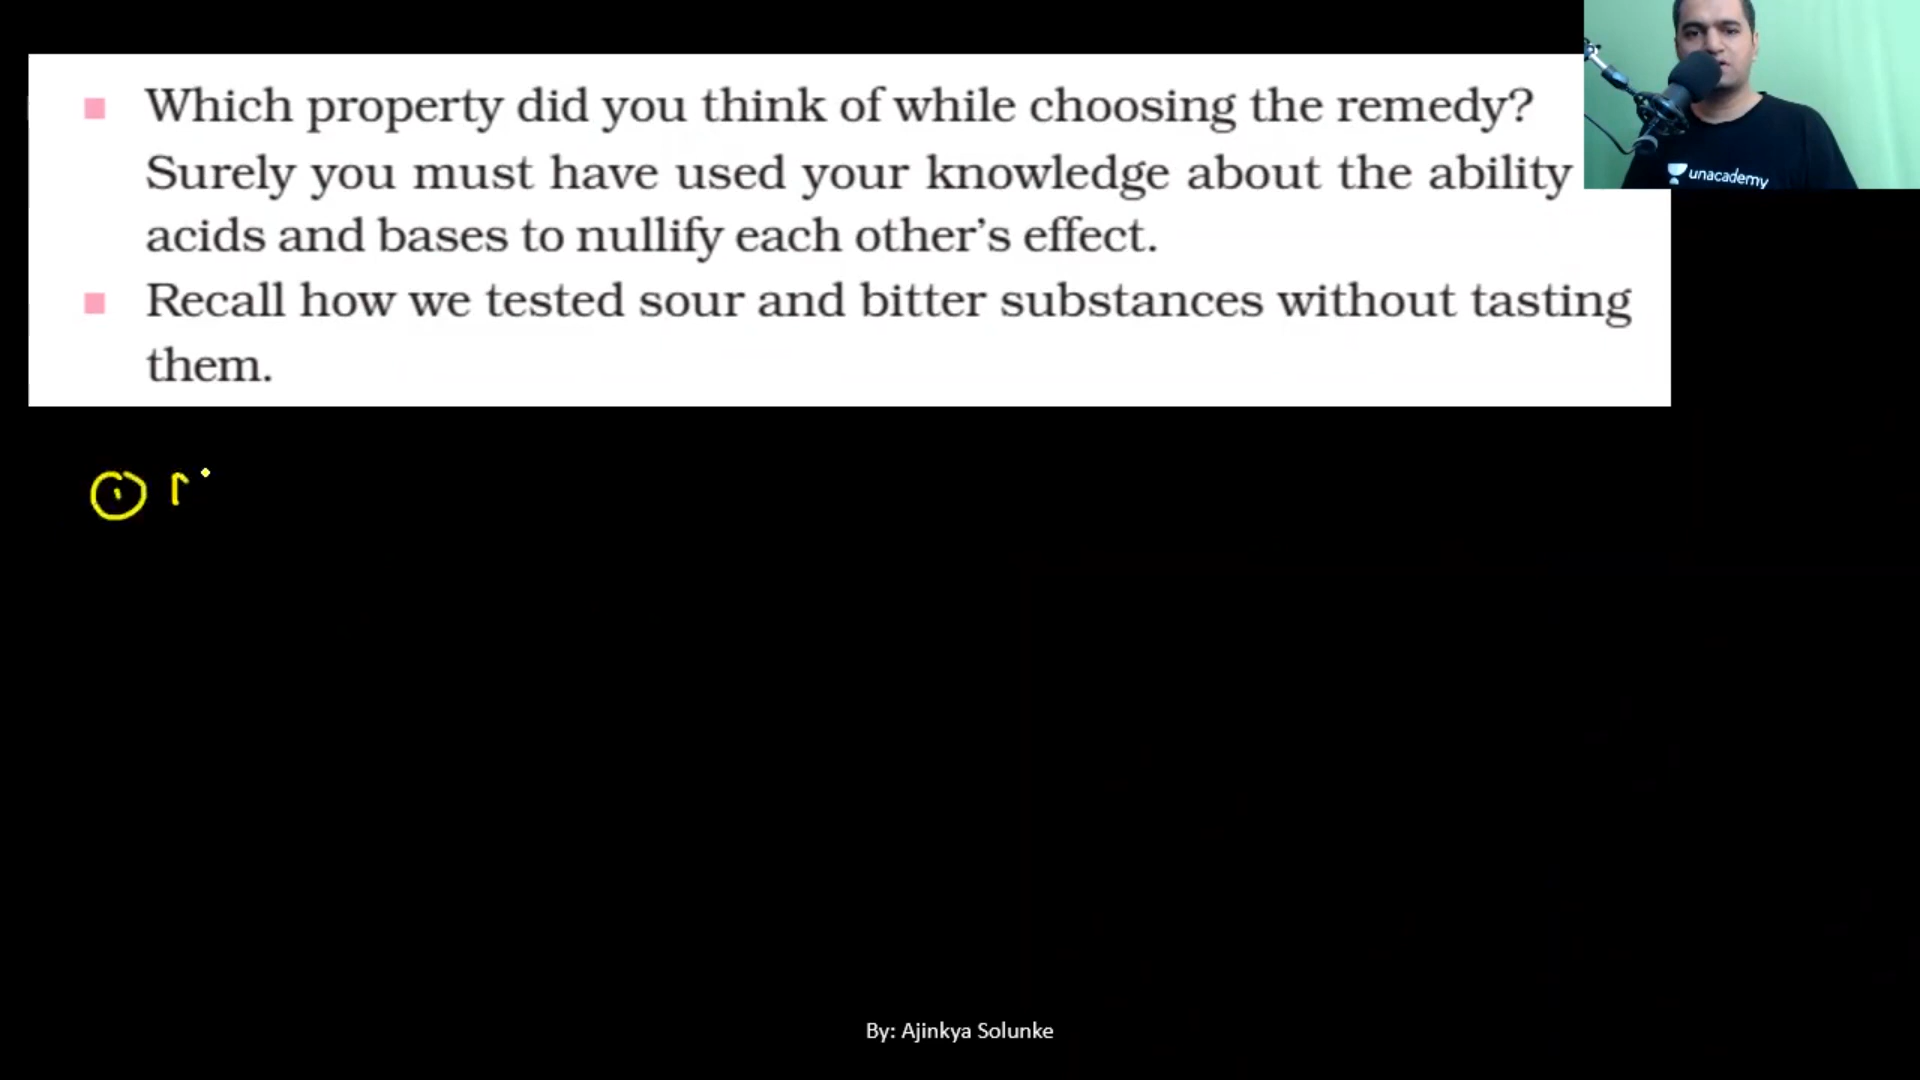 Which property did you think of while choosing the remedy?
Surely you must have used your knowledge about the ability
acids and bases to nullify each other's effect.
Recall how we tested sour and bitter substances without tasting
them.
unacademy
By: Ajinkya Solunke